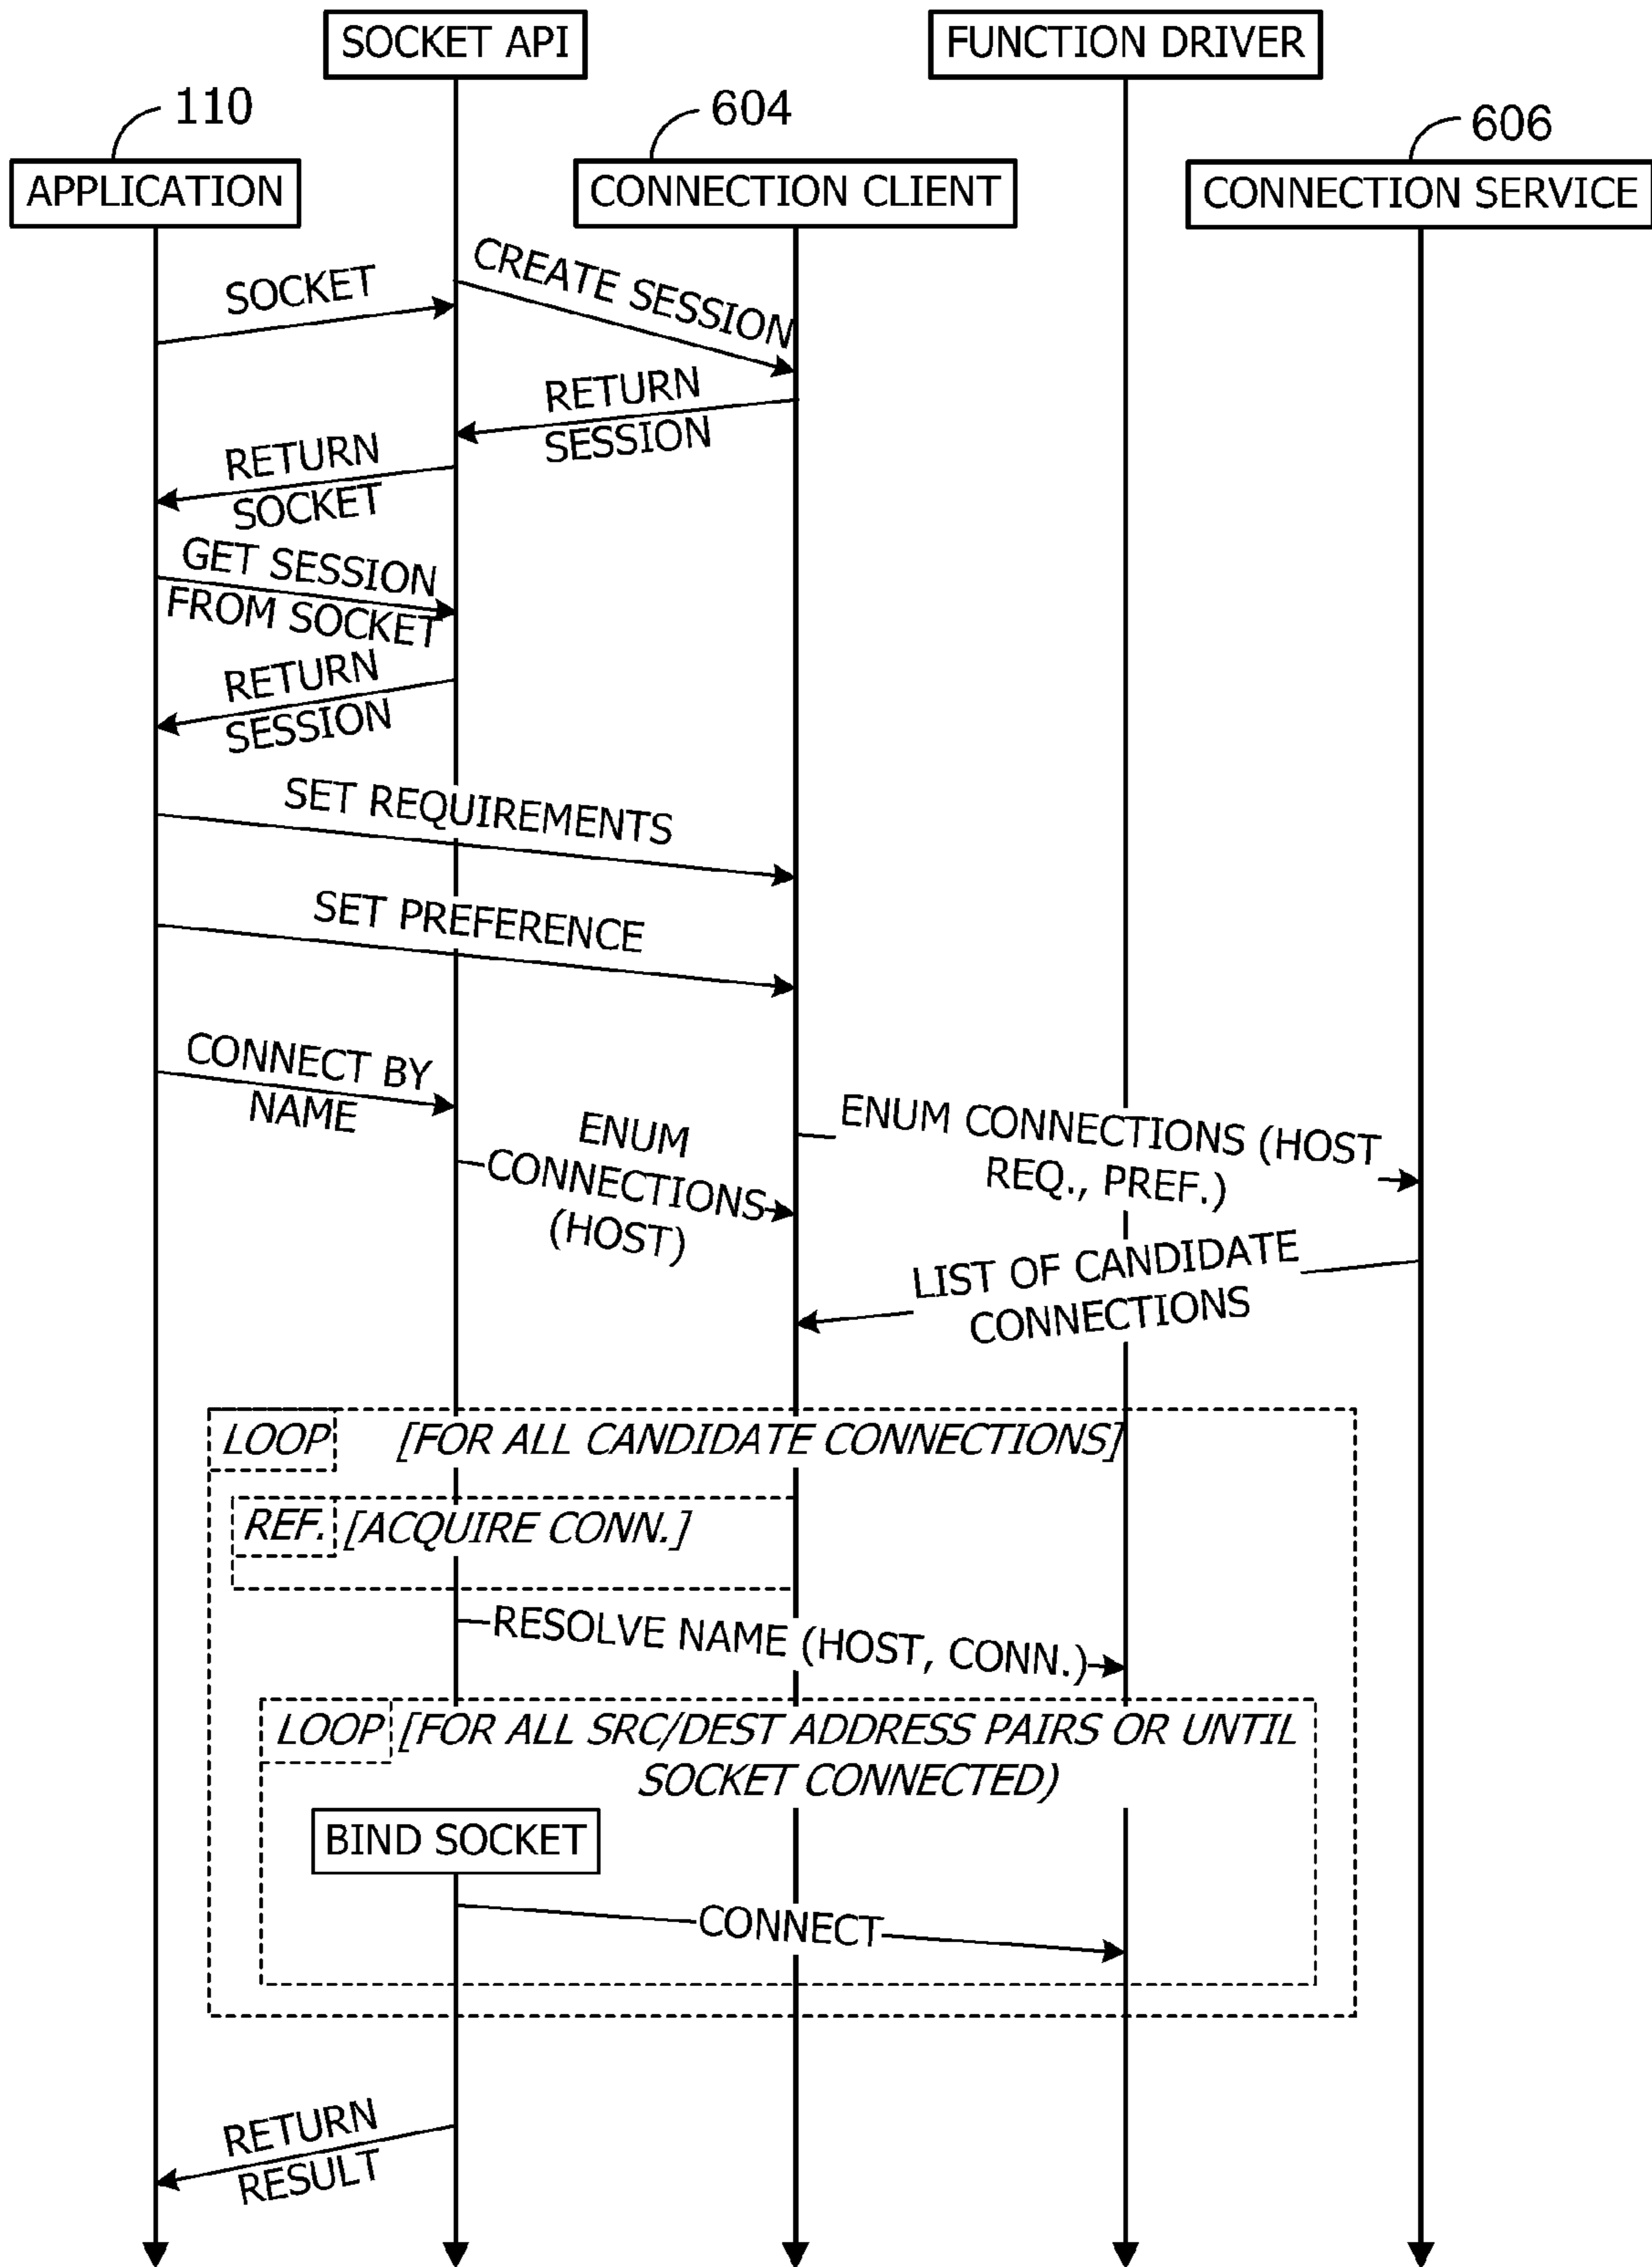 SOCKET API
FUNCTION DRIVER
110
604
606
APPLICATION
CONNECTION CLIENT
CONNECTION SERVICE
SOCKET
CREATE SESSION
RETURN
SESSION
RETURN
SOCKET
GET SESSION
FROM SOCKET
RETURN
SESSION
SET REQUIREMENTS
SET PREFERENCE
CONNECT BY
NAME
ENUM
CONNECTIONS
(HOST)
ENUM CONNECTIONS (HOST
REQ., PREF.)
LIST OF CANDIDATE
CONNECTIONS
LOOP [FOR ALL CANDIDATE CONNECTIONS]
REF. [ACQUIRE CONN.]
RESOLVE NAME (HOST, CONN.)
LOOP [FOR ALL SRC/DEST ADDRESS PAIRS OR UNTIL
SOCKET CONNECTED)
BIND SOCKET
CONNECT
RETURN
RESULT